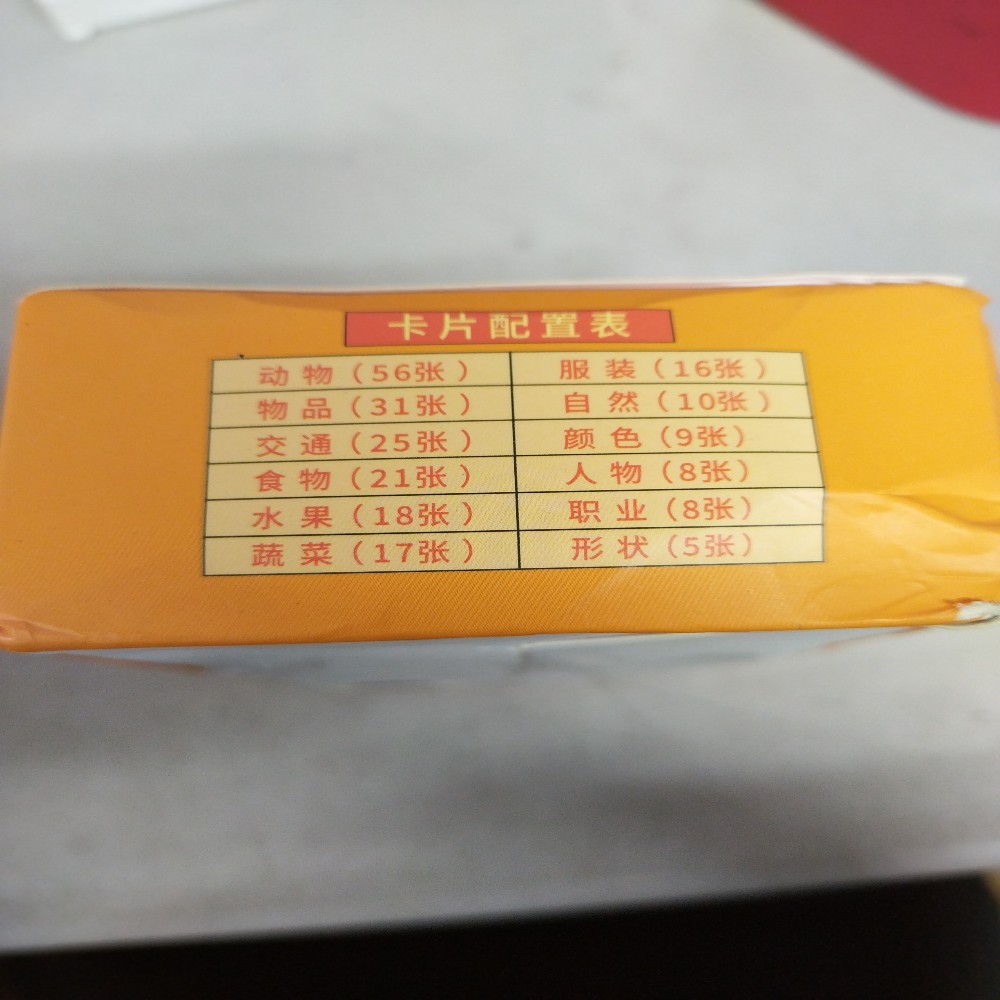 卡片配置表
动物（56张） 服装（16张）
物品（31张） 自然（10张）
交通（25张） 颜色（9张）
食物（21张） 人物（8张）
水果（18张） 职业（8张）
蔬菜（17张） 形状（5张）